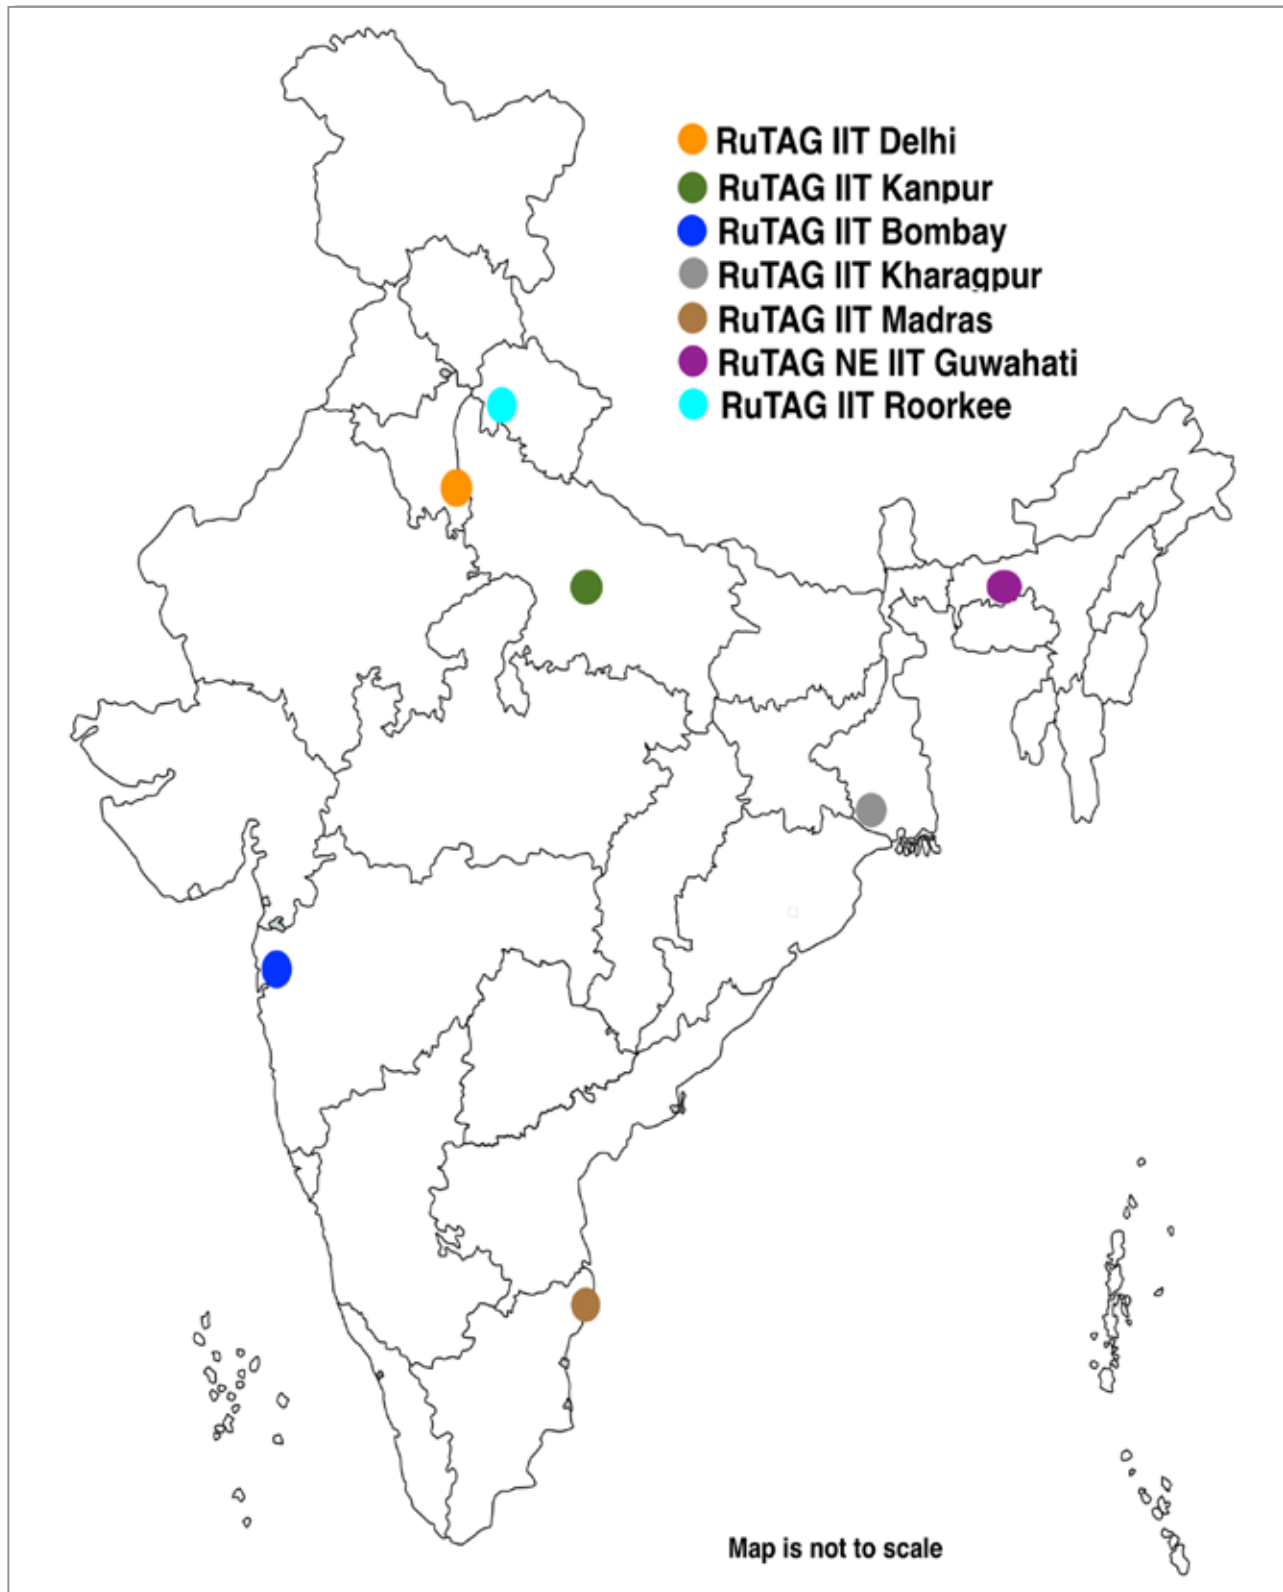 RuTAG IIT Delhi
RuTAG IIT Kanpur
RuTAG IIT Bombay
RuTAG IIT Kharagpur
RuTAG IIT Madras
RuTAG NE IIT Guwahati
RuTAG IIT Roorkee
Map is not to scale